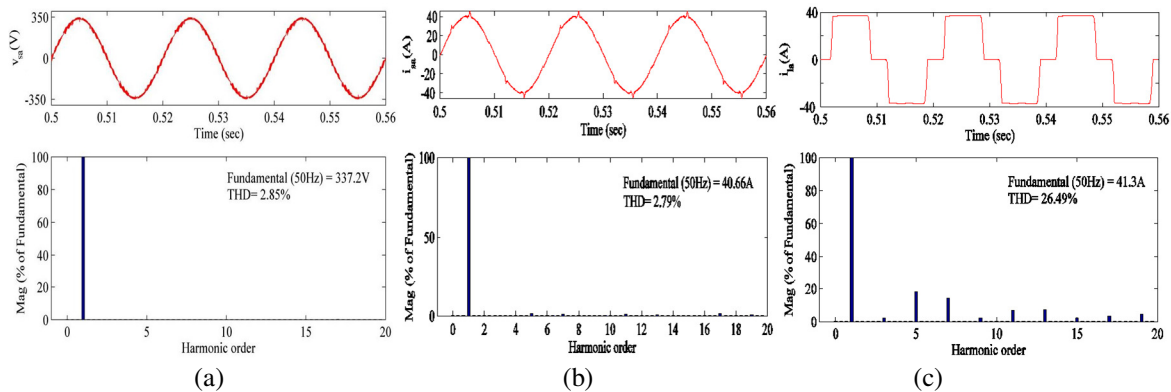 350
0
-350
v_sa(V)
0.5 0.51 0.52 0.53 0.54 0.55 0.56
Time (sec)
100
80
60
40
20
0
Mag (% of Fundamental)
Fundamental (50Hz) = 337.2V
THD= 2.85%
0 5 10 15 20
Harmonic order
(a)
40
20
0
-20
-40
i_sa(A)
0.5 0.51 0.52 0.53 0.54 0.55 0.56
Time (sec)
100
50
0
Mag (% of Fundamental)
Fundamental (50Hz) = 40.66A
THD= 2.79%
0 2 4 6 8 10 12 14 16 18 20
Harmonic order
(b)
40
0
-40
i_la(A)
0.5 0.51 0.52 0.53 0.54 0.55 0.56
Time (sec)
100
80
60
40
20
0
Mag (% of Fundamental)
Fundamental (50Hz) = 41.3A
THD= 26.49%
0 5 10 15 20
Harmonic order
(c)